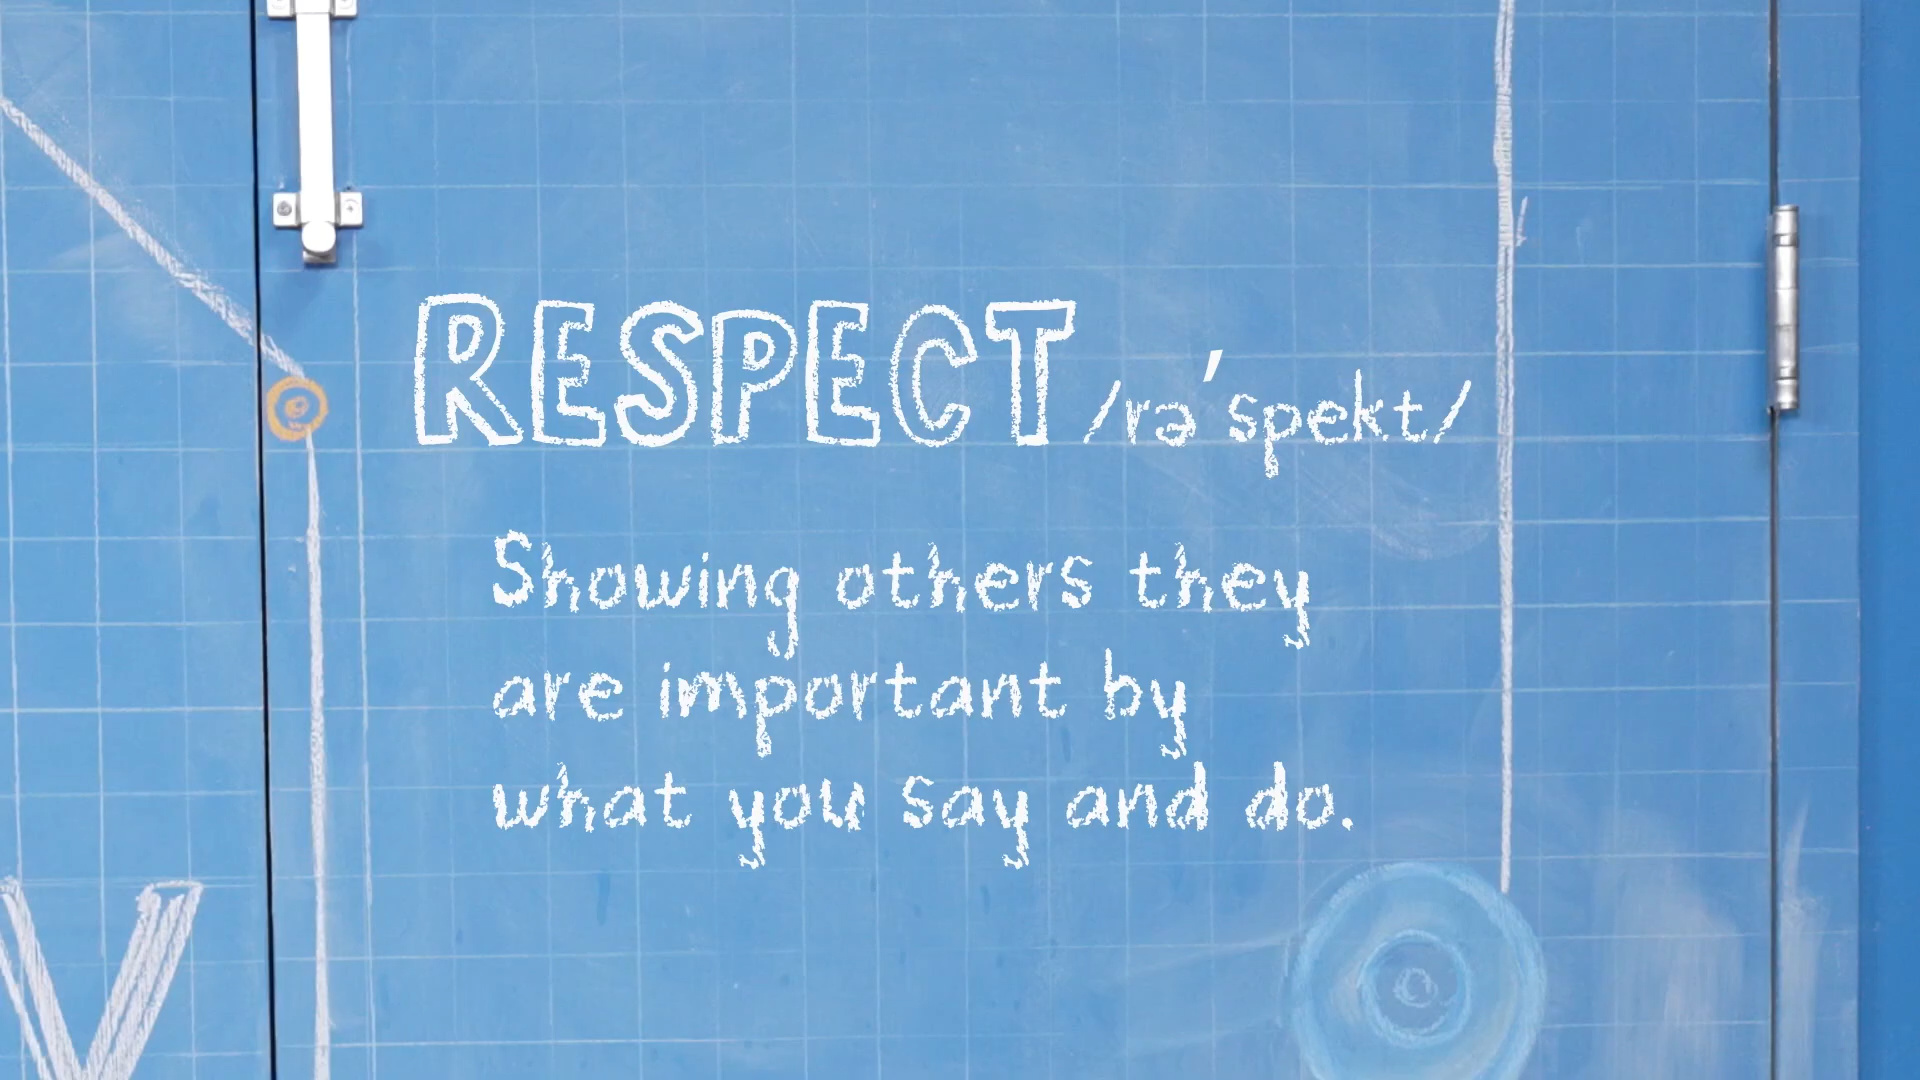 RESPECT /rə'spekt/
Showing others they
are important by
what you say and do.
V